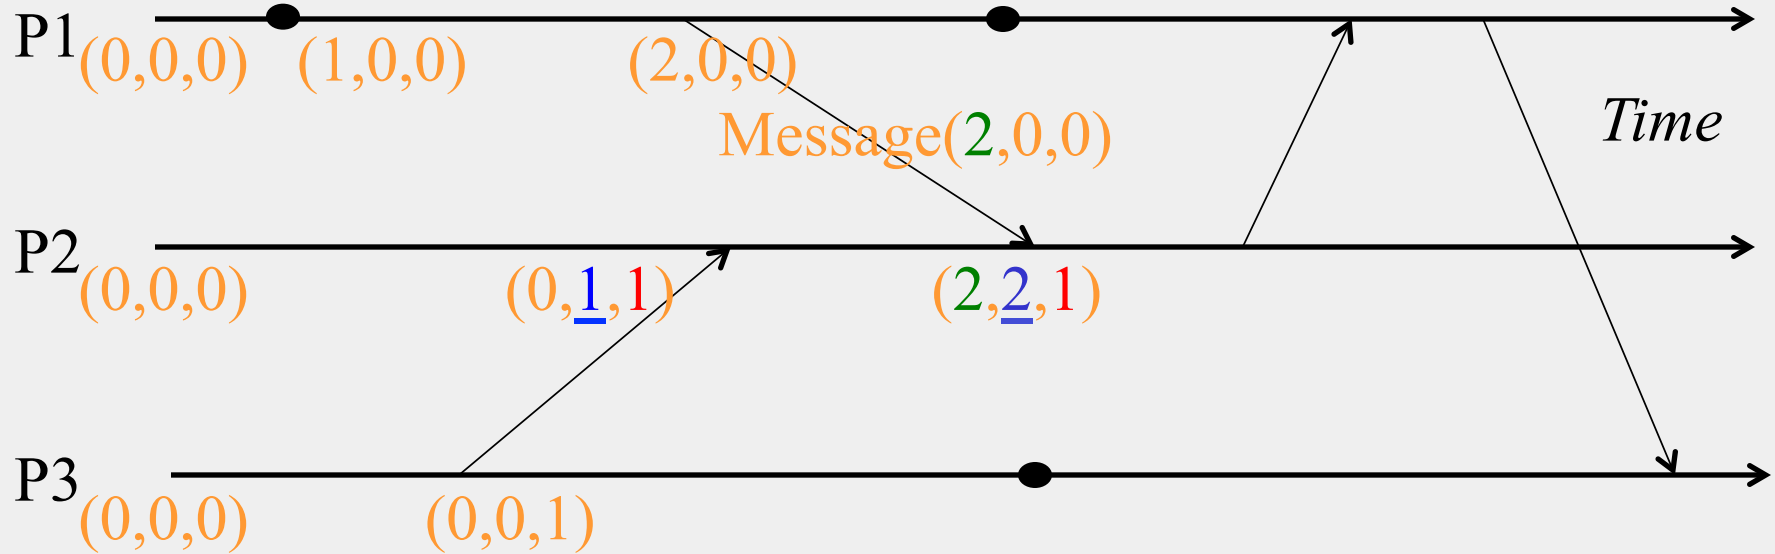 P1
(0,0,0) (1,0,0) (2,0,0)
Message(2,0,0) Time
P2
(0,0,0) (0,1,1) (2,2,1)
P3
(0,0,0) (0,0,1)